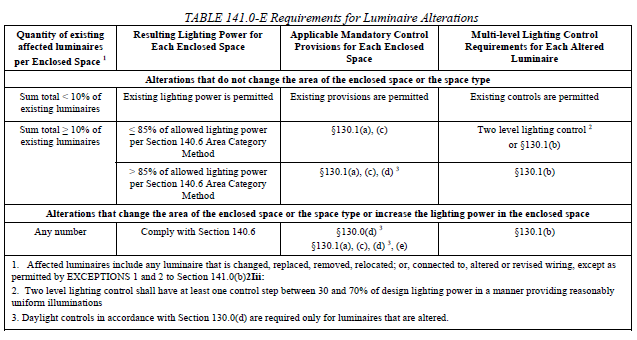 TABLE 141.0-E Requirements for Luminaire Alterations
Quantity of existing
affected luminaires
per Enclosed Space 1
Resulting Lighting Power for
Each Enclosed Space
Applicable Mandatory Control
Provisions for Each Enclosed
Space
Multi-level Lighting Control
Requirements for Each Altered
Luminaire
Alterations that do not change the area of the enclosed space or the space type
Sum total < 10% of
existing luminaires
Existing lighting power is permitted
Existing provisions are permitted
Existing controls are permitted
Sum total ≥ 10% of
existing luminaires
≤ 85% of allowed lighting power
per Section 140.6 Area Category
Method
§130.1(a), (c)
Two level lighting control 2
or §130.1(b)
> 85% of allowed lighting power
per Section 140.6 Area Category
Method
§130.1(a), (c), (d) 3
§130.1(b)
Alterations that change the area of the enclosed space or the space type or increase the lighting power in the enclosed space
Any number
Comply with Section 140.6
§130.0(d) 3
§130.1(a), (c), (d) 3, (e)
§130.1(b)
1. Affected luminaires include any luminaire that is changed, replaced, removed, relocated; or, connected to, altered or revised wiring, except as
permitted by EXCEPTIONS 1 and 2 to Section 141.0(b)2Iii:
2. Two level lighting control shall have at least one control step between 30 and 70% of design lighting power in a manner providing reasonably
uniform illuminations
3. Daylight controls in accordance with Section 130.0(d) are required only for luminaires that are altered.